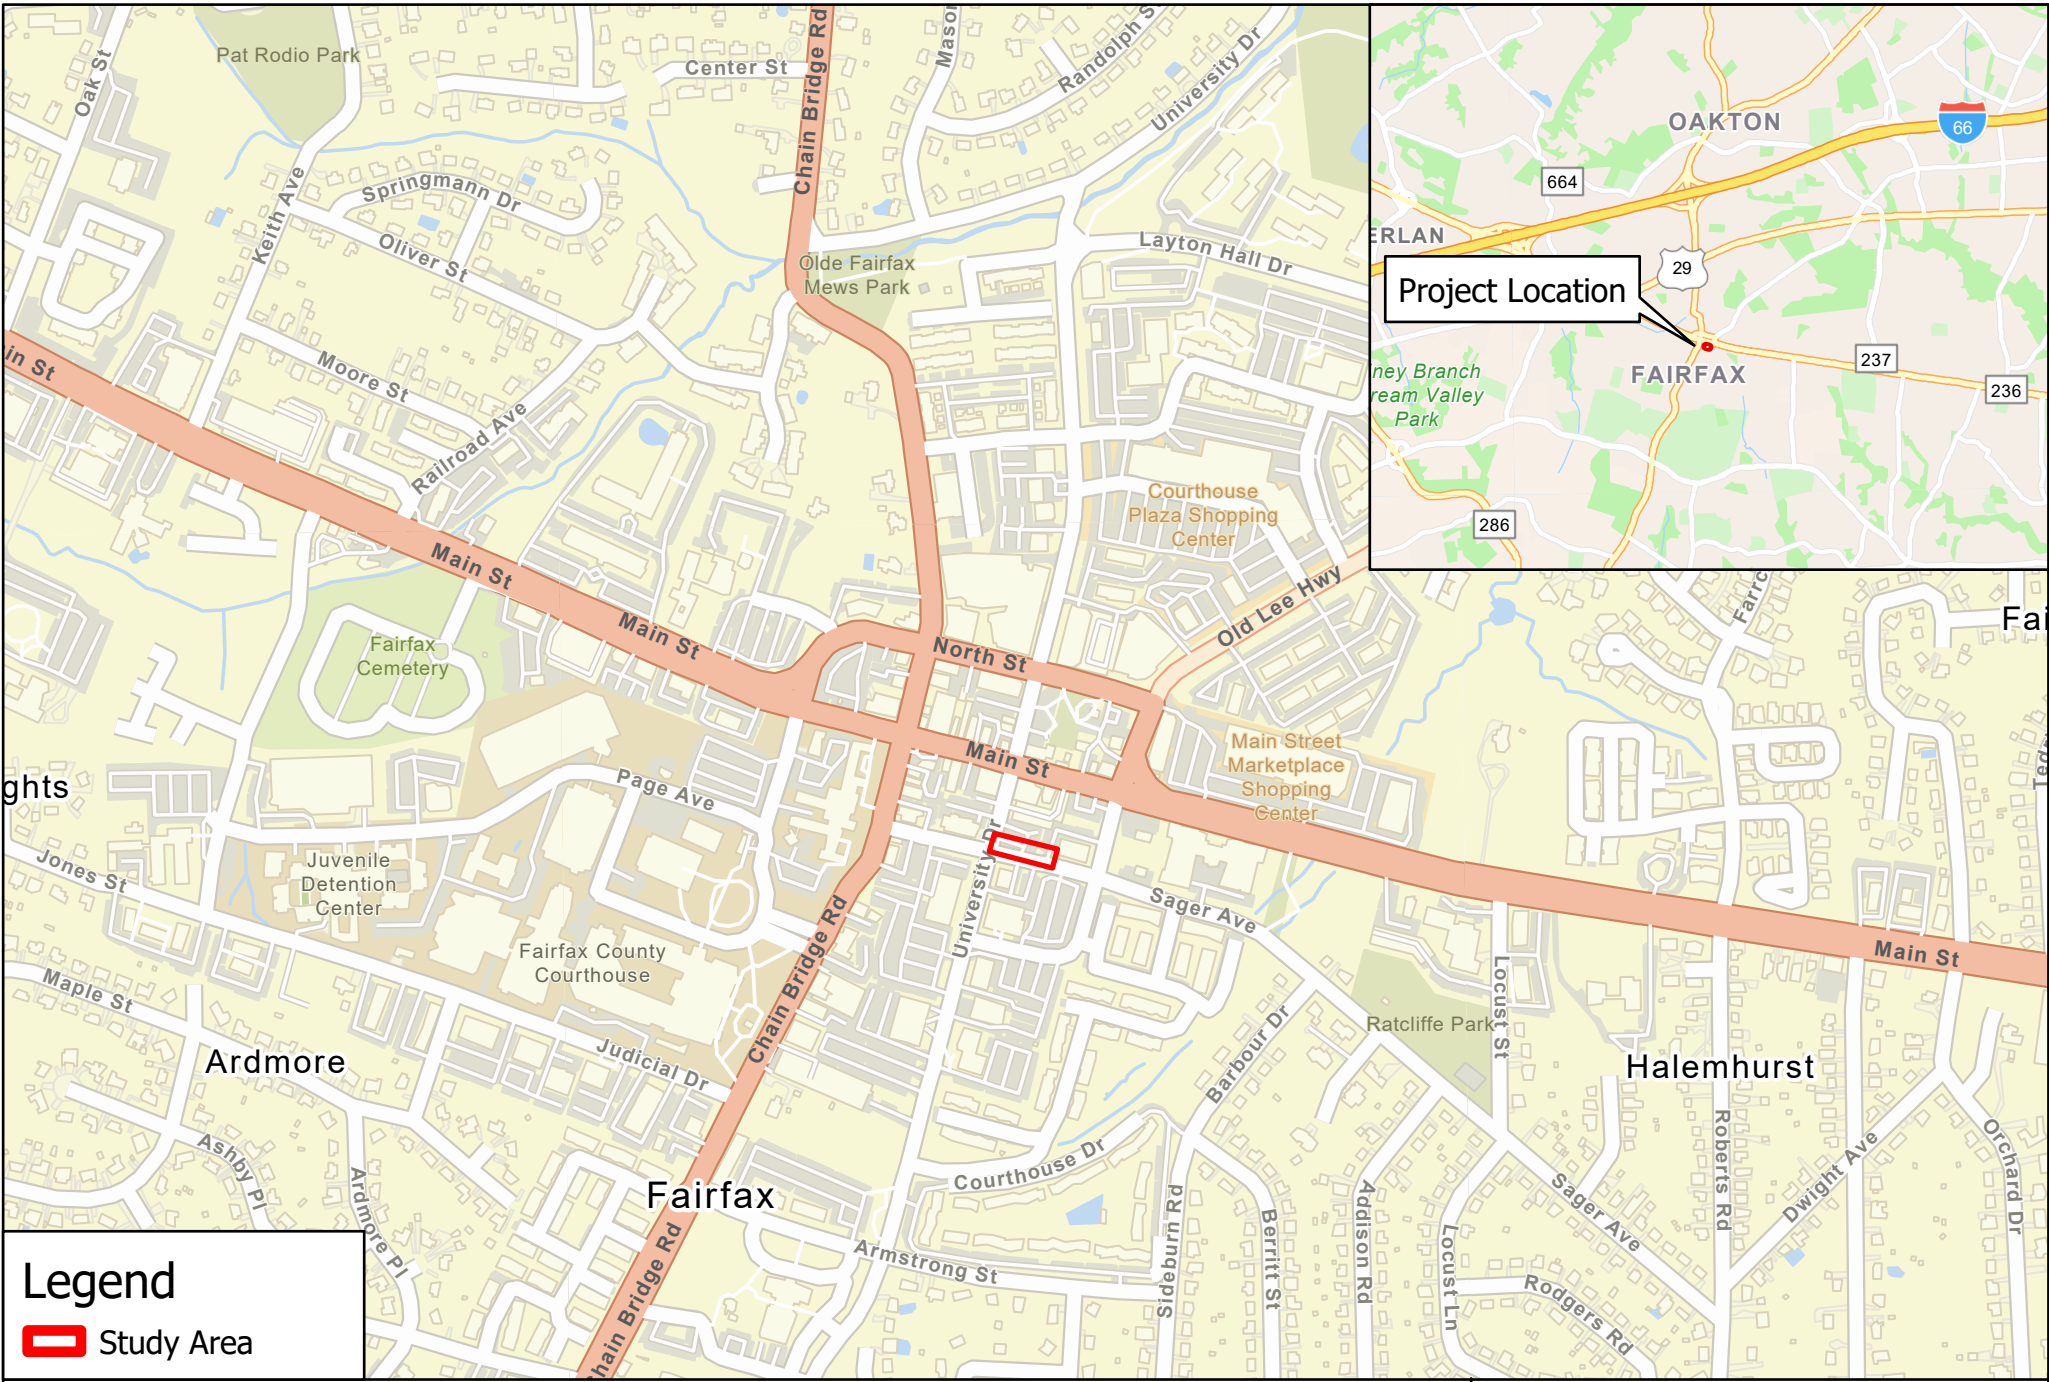 Pat Rodio Park
Oak St
Center St
Chain Bridge Rd
Randolph S
University Dr
Keith Ave
Springmann Dr
Oliver St
Olde Fairfax
Mews Park
Layton Hall Dr
Moore St
in St
Railroad Ave
Main St
Main St
Courthouse
Plaza Shopping
Center
Old Lee Hwy
North St
Fairfax
Cemetery
Main St
Main Street
Marketplace
Shopping
Center
Page Ave
ghts
Jones St
Juvenile
Detention
Center
University Dr
University Dr
Sager Ave
Fairfax County
Courthouse
Chain Bridge Rd
Maple St
Ardmore
Judicial Dr
Barbour Dr
Ratcliffe Park
Locust St
Halemhurst
Main St
Farrc
Fai
Ashby Pl
Ardmore Pl
Fairfax
Courthouse Dr
Armstrong St
Chain Bridge Rd
Sideburn Rd
Berritt St
Addison Rd
Locust Ln
Sager Ave
Roberts Rd
Dwight Ave
Orchard Dr
Rodgers Rd
OAKTON
66
664
ERLAN
29
Project Location
FAIRFAX
237
236
ney Branch
ream Valley
Park
286
Legend
Study Area